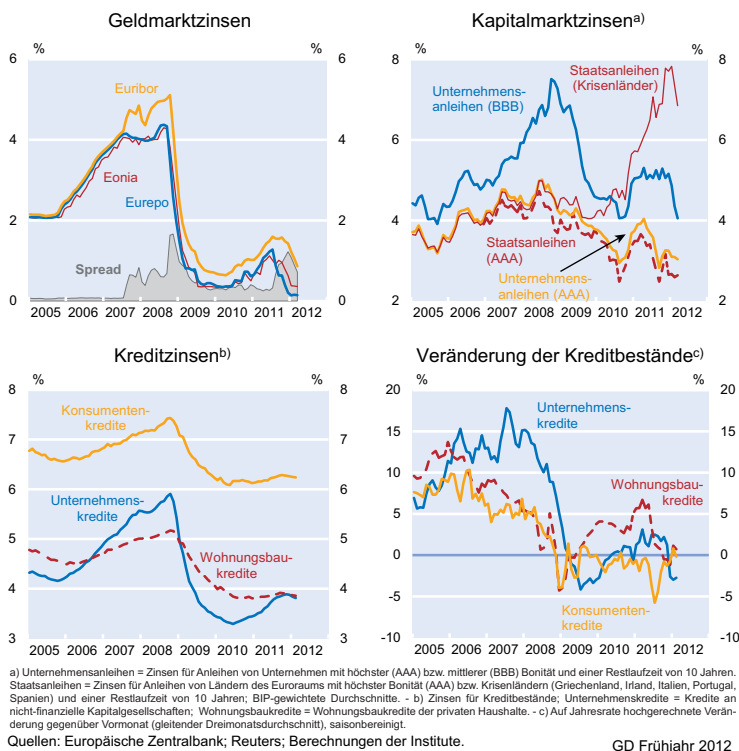 Geldmarktzinsen
% %
6 6
Euribor
4 4
Eonia
Eurepo
2 2
Spread
0 0
2005 2006 2007 2008 2009 2010 2011 2012
Kapitalmarktzinsen a)
% %
8 8
Staatsanleihen
(Krisenländer)
Unternehmens-
anleihen (BBB)
6 6
4 4
Staatsanleihen
(AAA)
Unternehmens-
anleihen (AAA)
2 2
2005 2006 2007 2008 2009 2010 2011 2012
Kreditzinsen b)
% %
8 8
Konsumenten-
kredite
7 7
6 6
Unternehmens-
kredite
5 5
Wohnungsbau-
kredite
4 4
3 3
2005 2006 2007 2008 2009 2010 2011 2012
Veränderung der Kreditbestände c)
% %
20 20
Unternehmens-
kredite
15 15
10 10
Wohnungsbau-
kredite
5 5
0 0
-5 -5
Konsumenten-
kredite
-10 -10
2005 2006 2007 2008 2009 2010 2011 2012
a) Unternehmensanleihen = Zinsen für Anleihen von Unternehmen mit höchster (AAA) bzw. mittlerer (BBB) Bonität und einer Restlaufzeit von 10 Jahren.
Staatsanleihen = Zinsen für Anleihen von Ländern des Euroraums mit höchster Bonität (AAA) bzw. Krisenländern (Griechenland, Irland, Italien, Portugal,
Spanien) und einer Restlaufzeit von 10 Jahren; BIP-gewichtete Durchschnitte. - b) Zinsen für Kreditbestände; Unternehmenskredite = Kredite an
nicht-finanzielle Kapitalgesellschaften; Wohnungsbaukredite = Wohnungsbaukredite der privaten Haushalte. - c) Auf Jahresrate hochgerechnete Verän-
derung gegenüber Vormonat (gleitender Dreimonatsdurchschnitt), saisonbereinigt.
Quellen: Europäische Zentralbank; Reuters; Berechnungen der Institute.
GD Frühjahr 2012